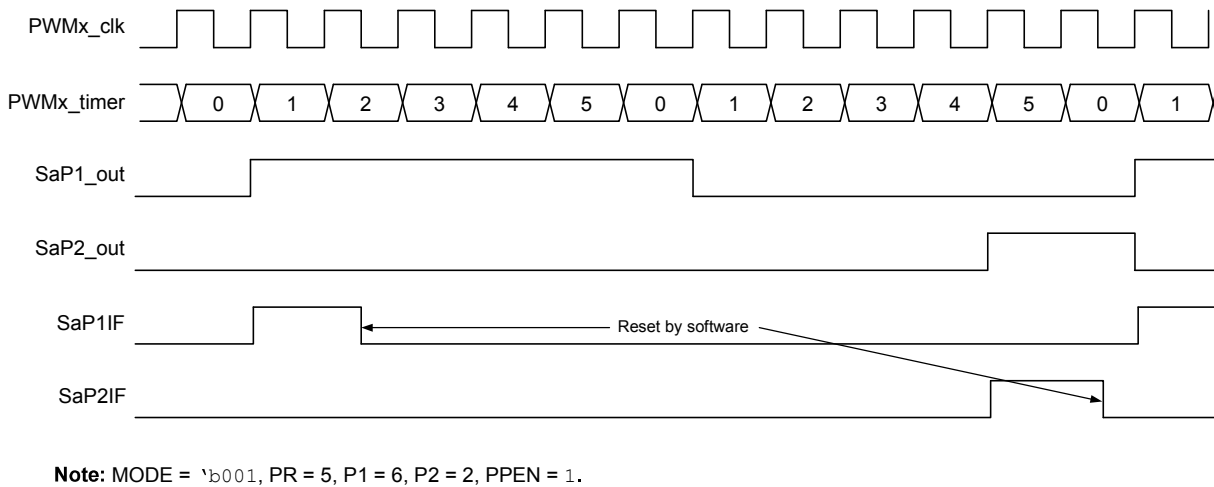 PWMx_clk
PWMx_timer 0 1 2 3 4 5 0 1 2 3 4 5 0 1
SaP1_out
SaP2_out
SaP1IF
Reset by software
SaP2IF
Note: MODE = ‘b001, PR = 5, P1 = 6, P2 = 2, PPEN = 1.